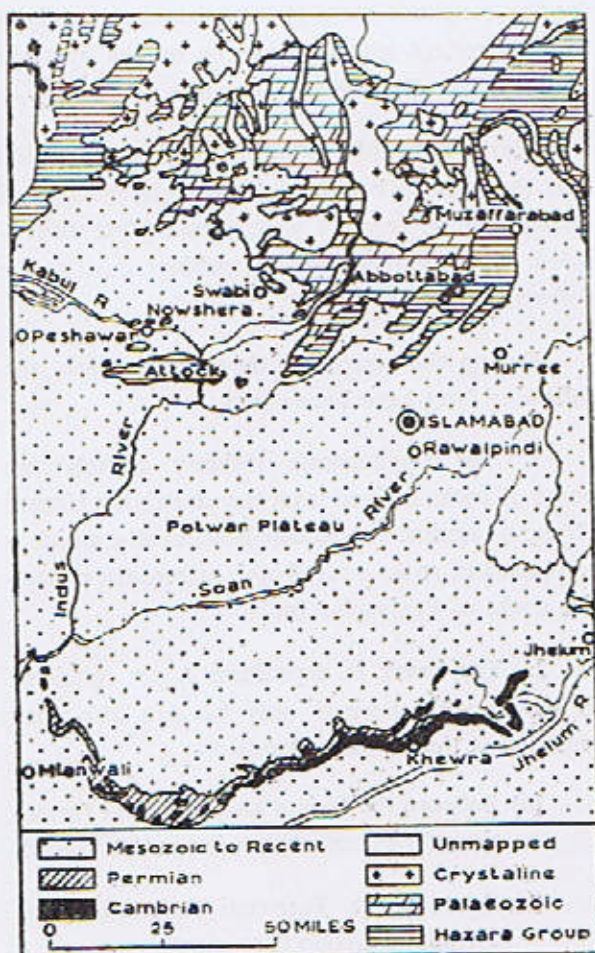 Muzaffarabad
Abbottabad
Kabul R
Swabi
Nowshera
Peshawar
Attock
Murree
ISLAMABAD
Rawalpindi
River
River
Potwar Plateau
Indus
Soan
Jhelum
Khewra
Jhelum R
Mianwali
Mesozoic to Recent
Permian
Cambrian
0 25 50 MILES
Unmapped
Crystaline
Palaeozoic
Hazara Group